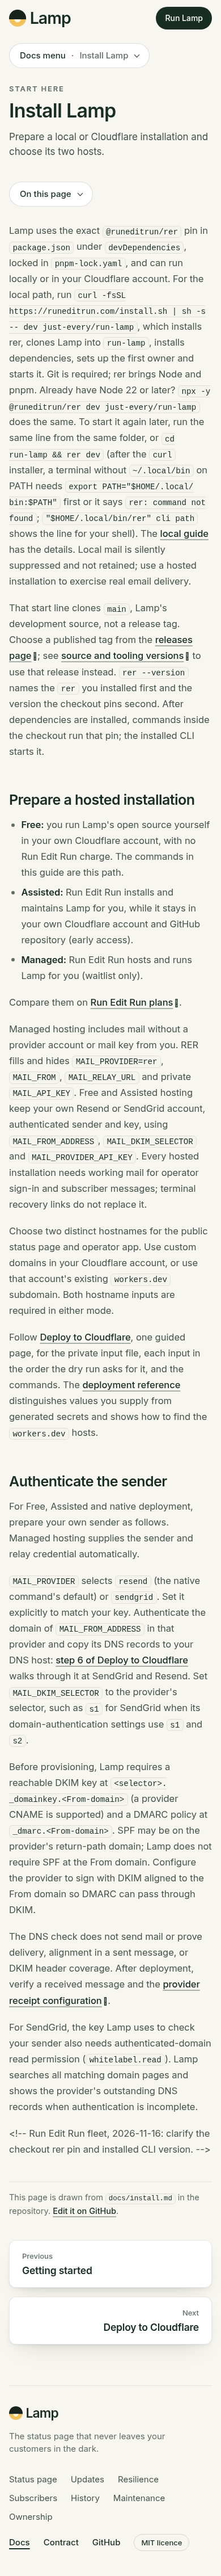 Lamp
Run Lamp
Docs menu · Install Lamp
START HERE
Install Lamp
Prepare a local or Cloudflare installation and
choose its two hosts.
On this page
Lamp uses the exact @runeditrun/rer pin in
package.json under devDependencies,
locked in pnpm-lock.yaml, and can run
locally or in your Cloudflare account. For the
local path, run curl -fsSL
https://runeditrun.com/install.sh | sh -s
-- dev just-every/run-lamp, which installs
rer, clones Lamp into run-lamp, installs
dependencies, sets up the first owner and
starts it. Git is required; rer brings Node and
pnpm. Already have Node 22 or later? npx -y
@runeditrun/rer dev just-every/run-lamp
does the same. To start it again later, run the
same line from the same folder, or cd
run-lamp && rer dev (after the curl
installer, a terminal without ~/.local/bin on
PATH needs export PATH="$HOME/.local/
bin:$PATH" first or it says rer: command not
found; "$HOME/.local/bin/rer" cli path
shows the line for your shell). The local guide
has the details. Local mail is silently
suppressed and not retained; use a hosted
installation to exercise real email delivery.
That start line clones main, Lamp's
development source, not a release tag.
Choose a published tag from the releases
page; see source and tooling versions to
use that release instead. rer --version
names the rer you installed first and the
version the checkout pins second. After
dependencies are installed, commands inside
the checkout run that pin; the installed CLI
starts it.
Prepare a hosted installation
• Free: you run Lamp's open source yourself
in your own Cloudflare account, with no
Run Edit Run charge. The commands in
this guide are this path.
• Assisted: Run Edit Run installs and
maintains Lamp for you, while it stays in
your own Cloudflare account and GitHub
repository (early access).
• Managed: Run Edit Run hosts and runs
Lamp for you (waitlist only).
Compare them on Run Edit Run plans.
Managed hosting includes mail without a
provider account or mail key from you. RER
fills and hides MAIL_PROVIDER=rer,
MAIL_FROM, MAIL_RELAY_URL and private
MAIL_API_KEY. Free and Assisted hosting
keep your own Resend or SendGrid account,
authenticated sender and key, using
MAIL_FROM_ADDRESS, MAIL_DKIM_SELECTOR
and MAIL_PROVIDER_API_KEY. Every hosted
installation needs working mail for operator
sign-in and subscriber messages; terminal
recovery links do not replace it.
Choose two distinct hostnames for the public
status page and operator app. Use custom
domains in your Cloudflare account, or use
that account's existing workers.dev
subdomain. Both hostname inputs are
required in either mode.
Follow Deploy to Cloudflare, one guided
page, for the private input file, each input in
the order the dry run asks for it, and the
commands. The deployment reference
distinguishes values you supply from
generated secrets and shows how to find the
workers.dev hosts.
Authenticate the sender
For Free, Assisted and native deployment,
prepare your own sender as follows.
Managed hosting supplies the sender and
relay credential automatically.
MAIL_PROVIDER selects resend (the native
command's default) or sendgrid. Set it
explicitly to match your key. Authenticate the
domain of MAIL_FROM_ADDRESS in that
provider and copy its DNS records to your
DNS host: step 6 of Deploy to Cloudflare
walks through it at SendGrid and Resend. Set
MAIL_DKIM_SELECTOR to the provider's
selector, such as s1 for SendGrid when its
domain-authentication settings use s1 and
s2.
Before provisioning, Lamp requires a
reachable DKIM key at <selector>.
_domainkey.<From-domain> (a provider
CNAME is supported) and a DMARC policy at
_dmarc.<From-domain>. SPF may be on the
provider's return-path domain; Lamp does not
require SPF at the From domain. Configure
the provider to sign with DKIM aligned to the
From domain so DMARC can pass through
DKIM.
The DNS check does not send mail or prove
delivery, alignment in a sent message, or
DKIM header coverage. After deployment,
verify a received message and the provider
receipt configuration.
For SendGrid, the key Lamp uses to check
your sender also needs authenticated-domain
read permission (whitelabel.read). Lamp
searches all matching domain pages and
shows the provider's outstanding DNS
records when authentication is incomplete.
<!-- Run Edit Run fleet, 2026-11-16: clarify the
checkout rer pin and installed CLI version. -->
This page is drawn from docs/install.md in the
repository. Edit it on GitHub.
Previous
Getting started
Next
Deploy to Cloudflare
Lamp
The status page that never leaves your
customers in the dark.
Status page Updates Resilience
Subscribers History Maintenance
Ownership
Docs Contract GitHub MIT licence